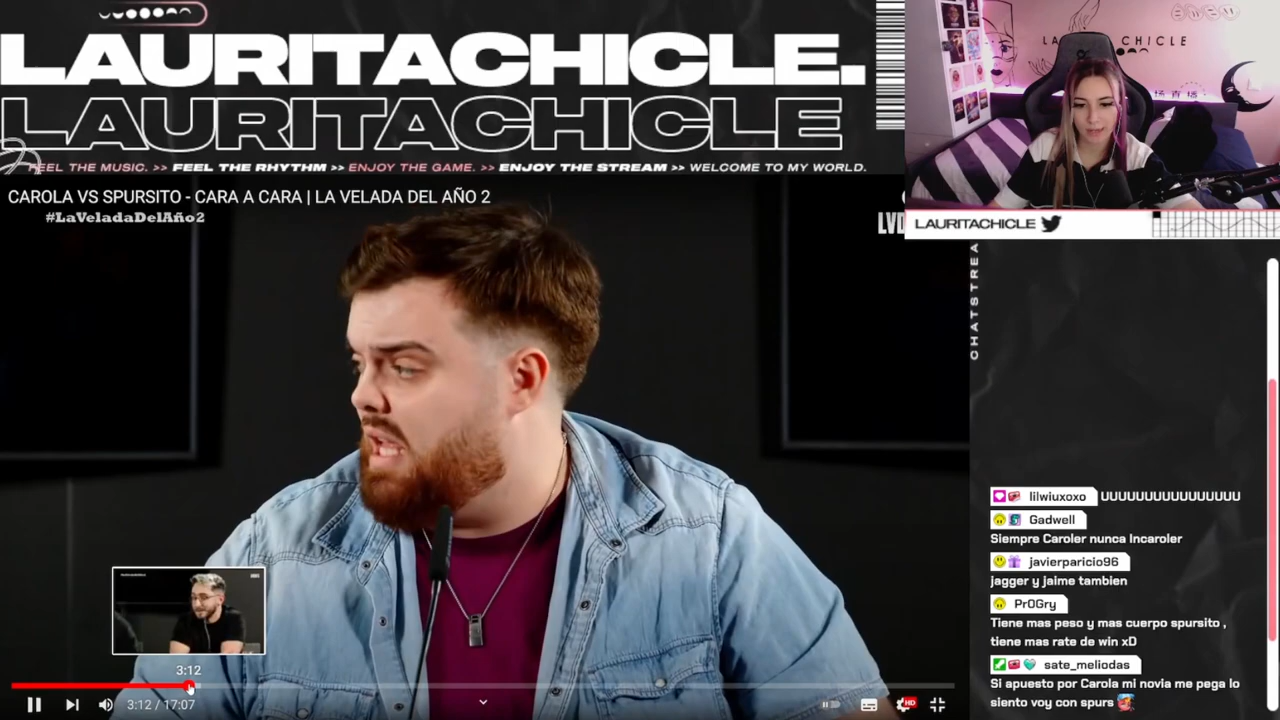 LAURITACHICLE.
LAURITACHICLE
FEEL THE MUSIC. >> FEEL THE RHYTHM >> ENJOY THE GAME. >> ENJOY THE STREAM >> WELCOME TO MY WORLD.
CAROLA VS SPURSITO - CARA A CARA | LA VELADA DEL AÑO 2
#LaVeladaDelAño2
LVD
LAURITACHICLE
CHATSTREA
lilwiuxoxo UUUUUUUUUUUUUUUU
Gadwell
Siempre Caroler nunca Incaroler
javierparicio96
jagger y jaime tambien
Pr0Gry
Tiene mas peso y mas cuerpo spursito ,
tiene mas rate de win xD
sate_meliodas
Si apuesto por Carola mi novia me pega lo
siento voy con spurs
3:12
3:12 / 17:07
HD